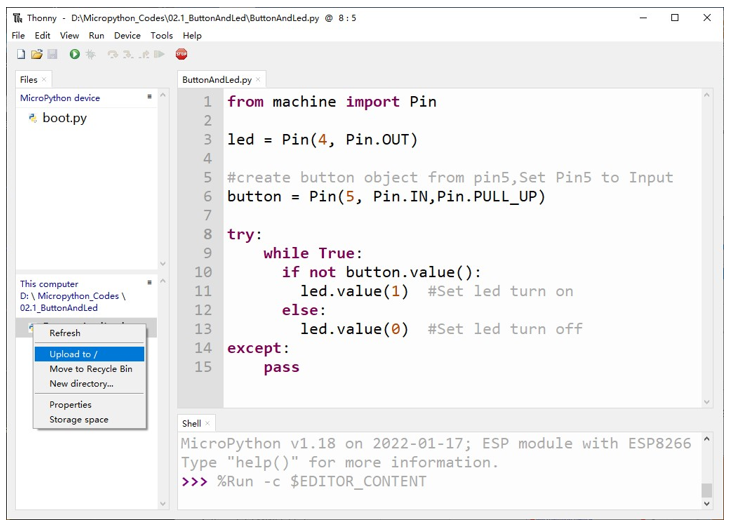 Thonny - D:\Micropython_Codes\02.1_ButtonAndLed\ButtonAndLed.py @ 8 : 5
File Edit View Run Device Tools Help
STOP
Files
MicroPython device
boot.py
This computer
D: \ Micropython_Codes \
02.1_ButtonAndLed
Refresh
Upload to /
Move to Recycle Bin
New directory...
Properties
Storage space
ButtonAndLed.py
1 from machine import Pin
2
3 led = Pin(4, Pin.OUT)
4
5 #create button object from pin5,Set Pin5 to Input
6 button = Pin(5, Pin.IN,Pin.PULL_UP)
7
8 try:
9 while True:
10 if not button.value():
11 led.value(1) #Set led turn on
12 else:
13 led.value(0) #Set led turn off
14 except:
15 pass
Shell
MicroPython v1.18 on 2022-01-17; ESP module with ESP8266
Type "help()" for more information.
>>> %Run -c $EDITOR_CONTENT